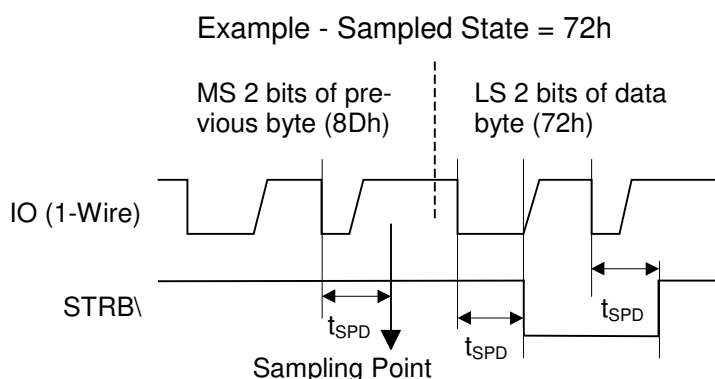 Example - Sampled State = 72h
MS 2 bits of pre-
vious byte (8Dh)
LS 2 bits of data
byte (72h)
IO (1-Wire)
STRB\
tSPD
tSPD
tSPD
Sampling Point